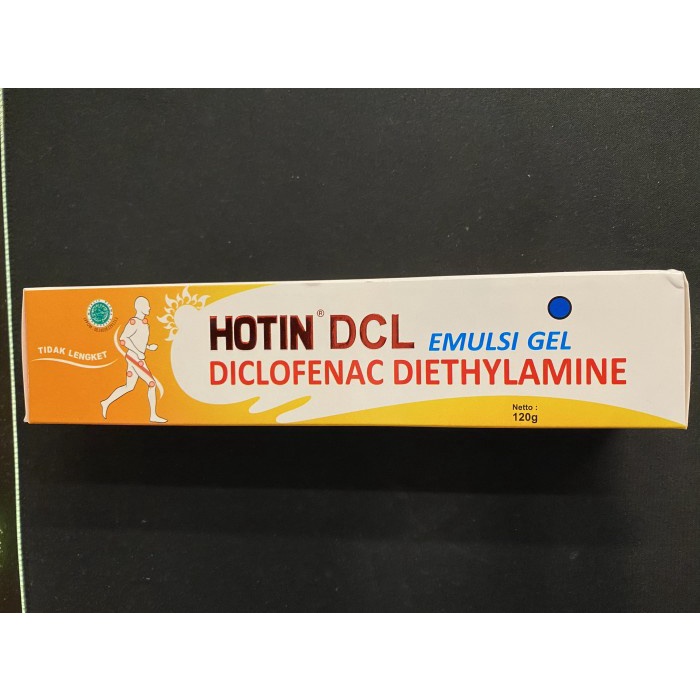 TIDAK LENGKET
HOTIN® DCL EMULSI GEL
DICLOFENAC DIETHYLAMINE
Netto :
120g